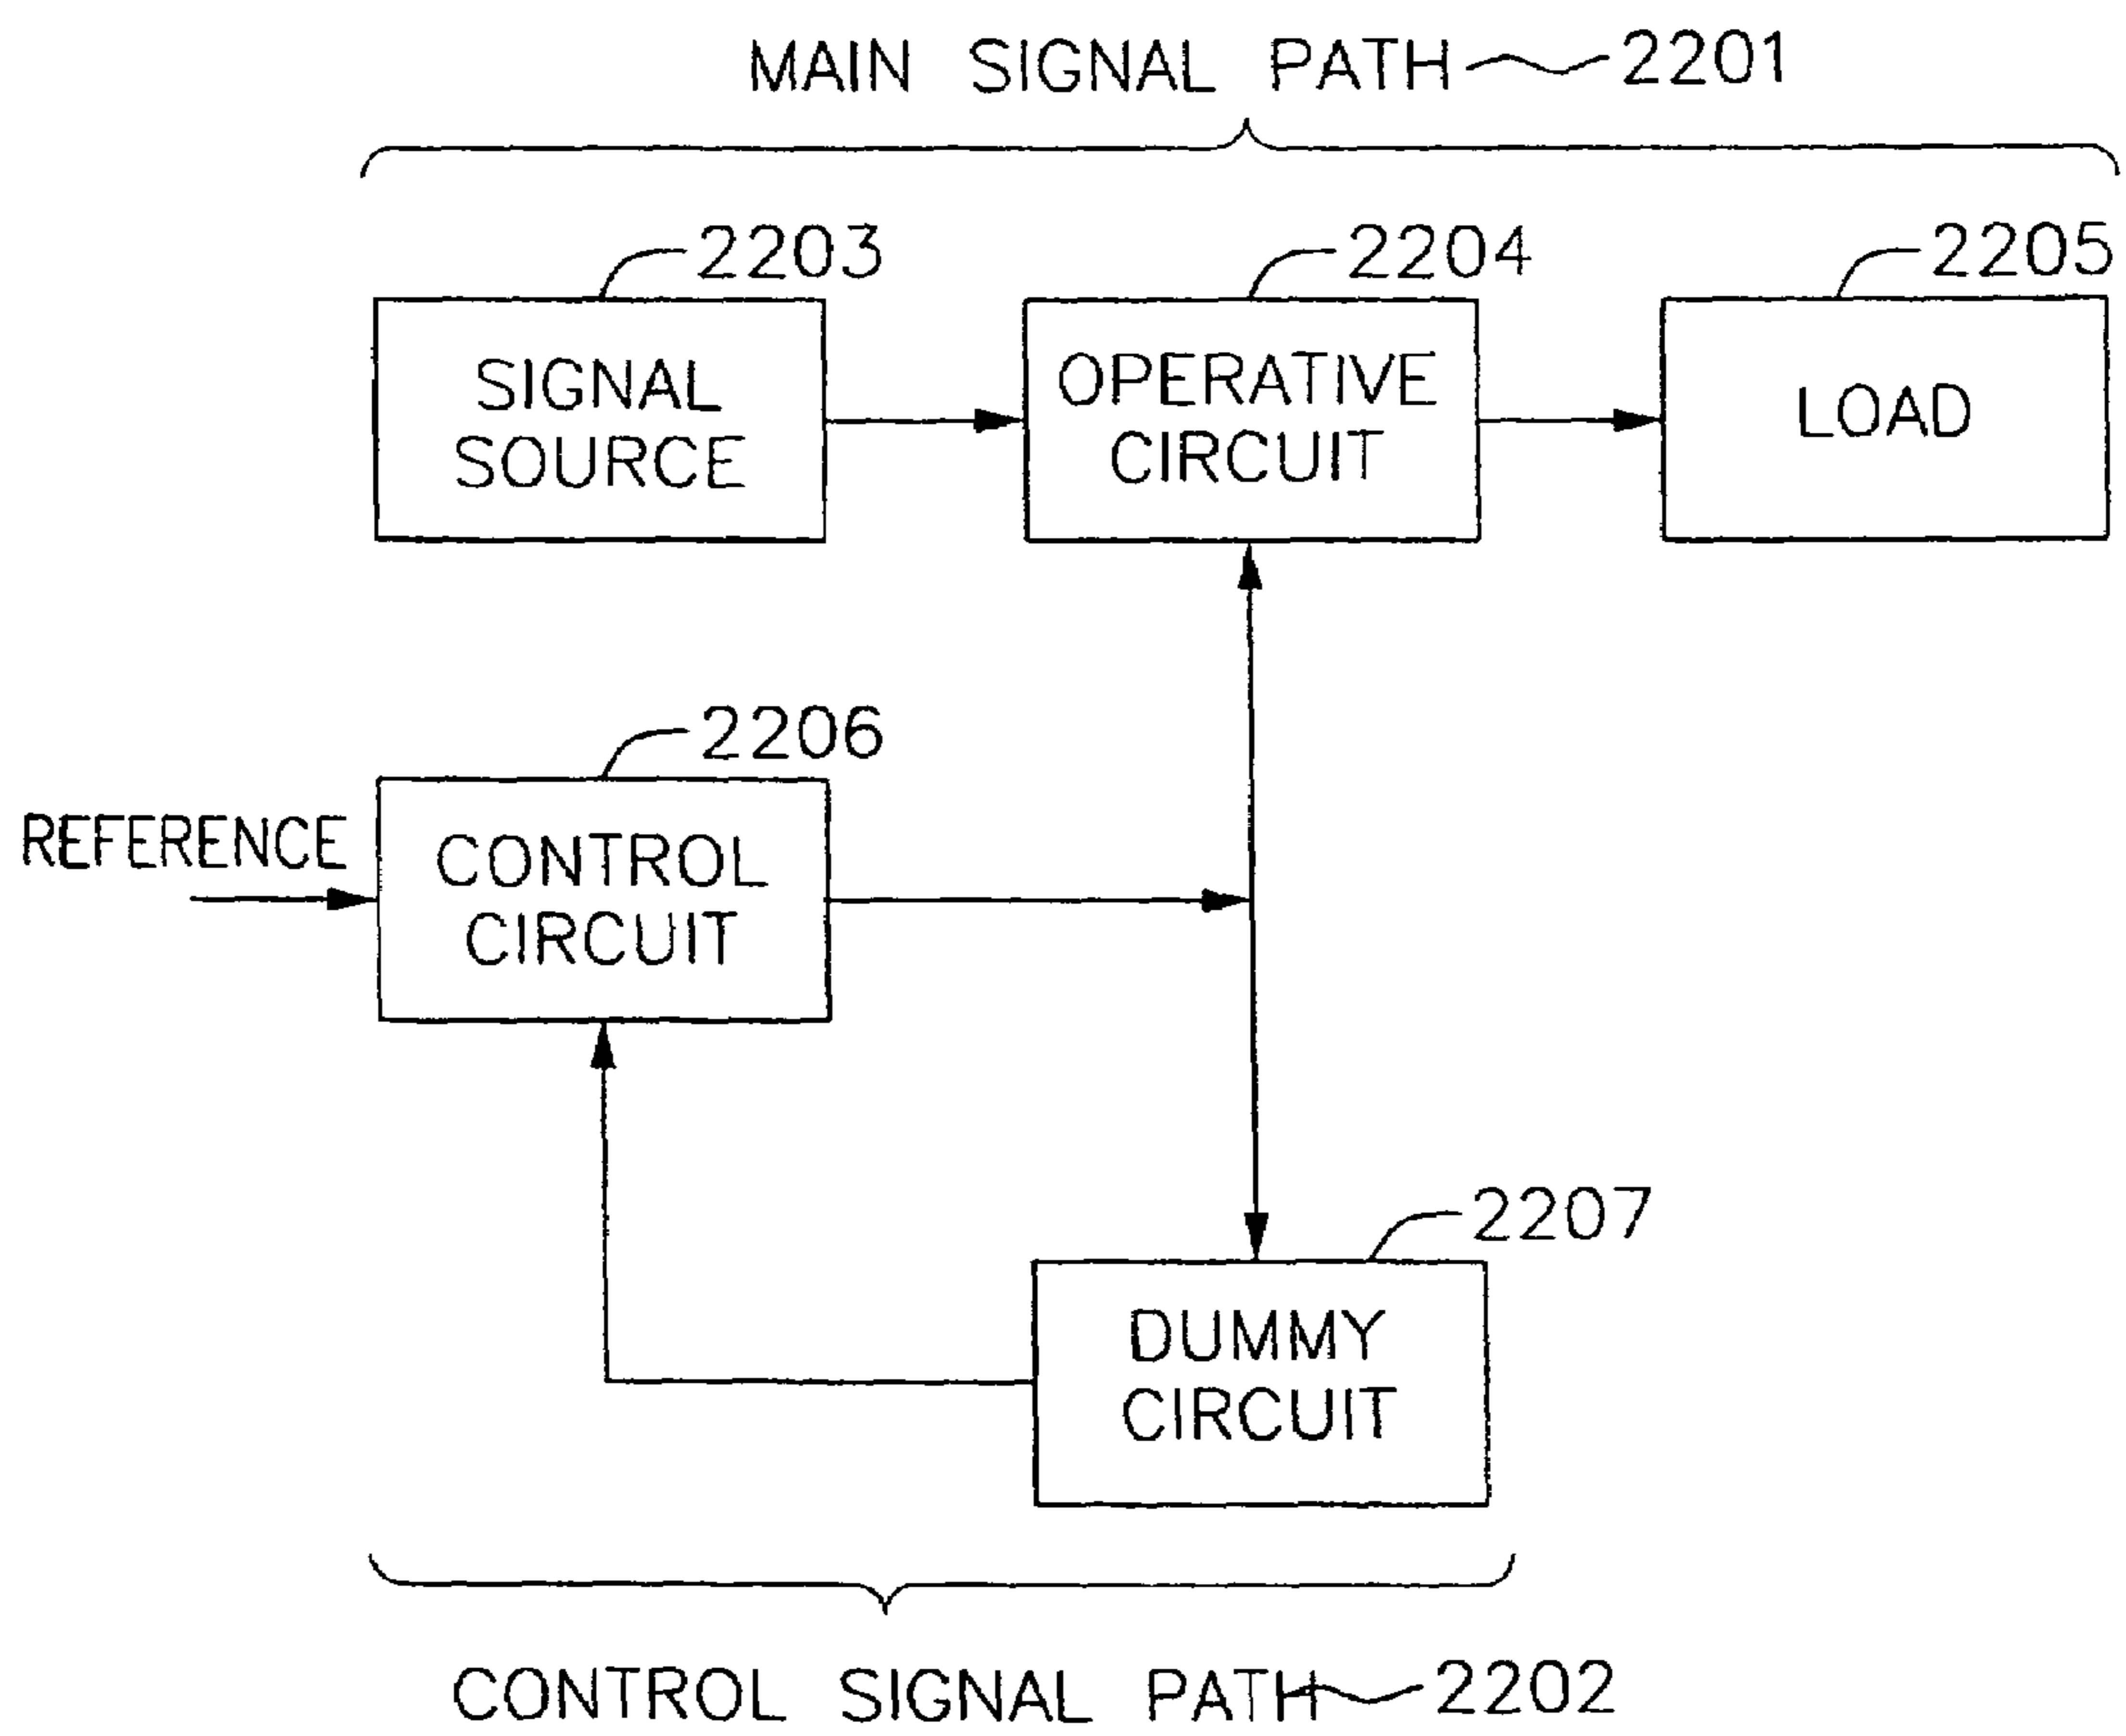 MAIN SIGNAL PATH 2201
2203
2204
2205
SIGNAL
SOURCE
OPERATIVE
CIRCUIT
LOAD
2206
REFERENCE
CONTROL
CIRCUIT
2207
DUMMY
CIRCUIT
CONTROL SIGNAL PATH 2202